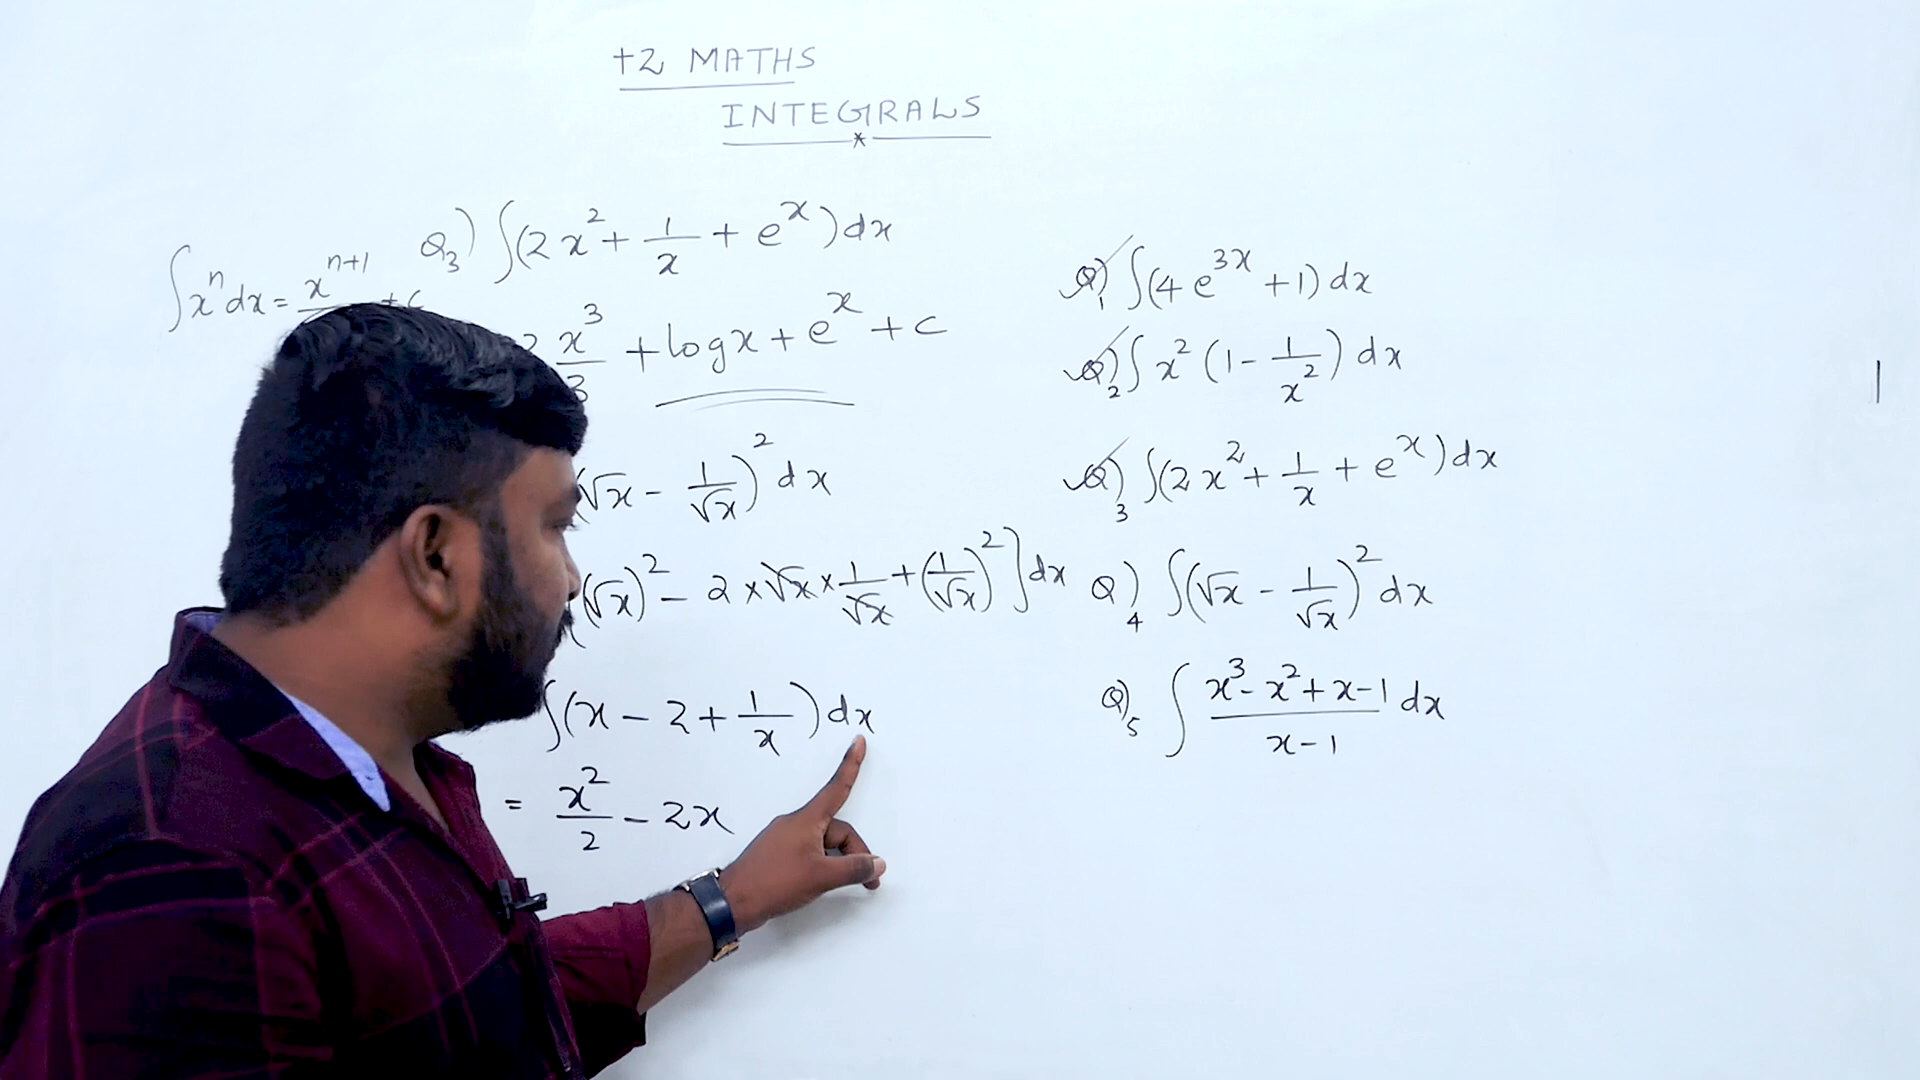 +2 MATHS
INTEGRALS
∫xⁿdx = xⁿ⁺¹ +c
Q3) ∫(2x² + 1/x + eˣ)dx
x³/3 + logx + eˣ + c
(√x - 1/√x)² dx
(√x)² - 2×√x×1/√x + (1/√x)²]dx
∫(x - 2 + 1/x)dx
= x²/2 - 2x
Q1) ∫(4e³ˣ + 1)dx
Q2) ∫x²(1 - 1/x²)dx
Q3) ∫(2x² + 1/x + eˣ)dx
Q4) ∫(√x - 1/√x)² dx
Q5) ∫ x³-x²+x-1/x-1 dx